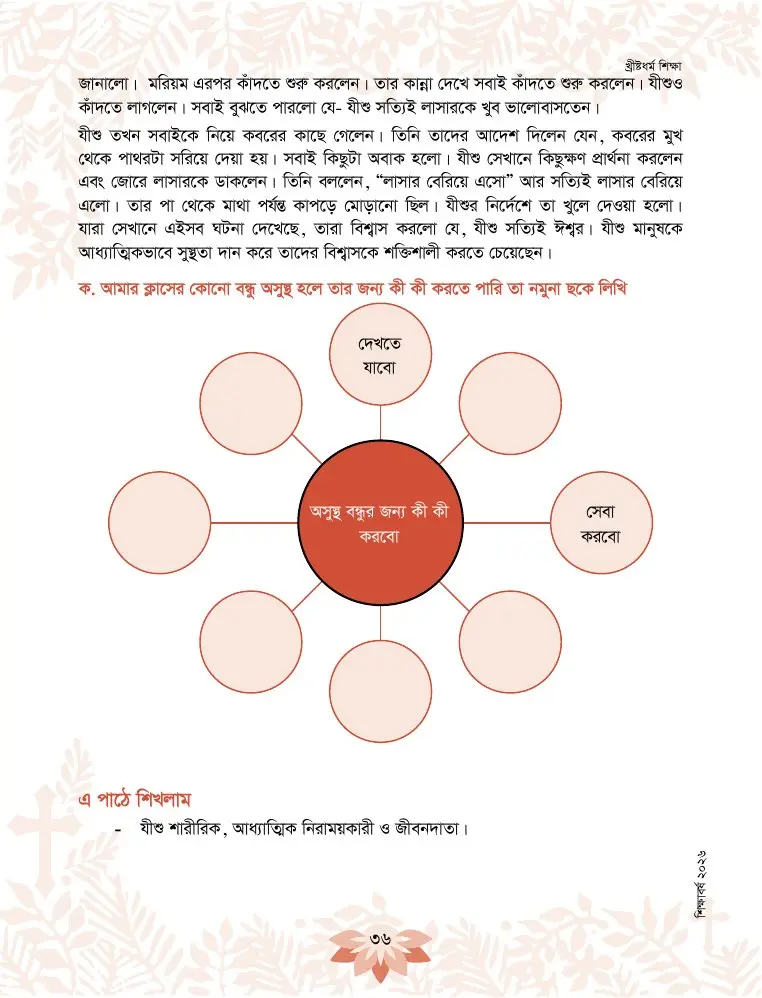 খ্রীষ্টধর্ম শিক্ষা
জানালো। মরিয়ম এরপর কাঁদতে শুরু করলেন। তার কান্না দেখে সবাই কাঁদতে শুরু করলেন। যীশুও
কাঁদতে লাগলেন। সবাই বুঝতে পারলো যে- যীশু সত্যিই লাসারকে খুব ভালোবাসতেন।
যীশু তখন সবাইকে নিয়ে কবরের কাছে গেলেন। তিনি তাদের আদেশ দিলেন যেন, কবরের মুখ
থেকে পাথরটা সরিয়ে দেয়া হয়। সবাই কিছুটা অবাক হলো। যীশু সেখানে কিছুক্ষণ প্রার্থনা করলেন
এবং জোরে লাসারকে ডাকলেন। তিনি বললেন, “লাসার বেরিয়ে এসো” আর সত্যিই লাসার বেরিয়ে
এলো। তার পা থেকে মাথা পর্যন্ত কাপড়ে মোড়ানো ছিল। যীশুর নির্দেশে তা খুলে দেওয়া হলো।
যারা সেখানে এইসব ঘটনা দেখেছে, তারা বিশ্বাস করলো যে, যীশু সত্যিই ঈশ্বর। যীশু মানুষকে
আধ্যাত্মিকভাবে সুস্থতা দান করে তাদের বিশ্বাসকে শক্তিশালী করতে চেয়েছেন।
ক. আমার ক্লাসের কোনো বন্ধু অসুস্থ হলে তার জন্য কী কী করতে পারি তা নমুনা ছকে লিখি
দেখতে
যাবো
অসুস্থ বন্ধুর জন্য কী কী
করবো
সেবা
করবো
এ পাঠে শিখলাম
- যীশু শারীরিক, আধ্যাত্মিক নিরাময়কারী ও জীবনদাতা।
শিক্ষাবর্ষ ২০২৬
৩৬